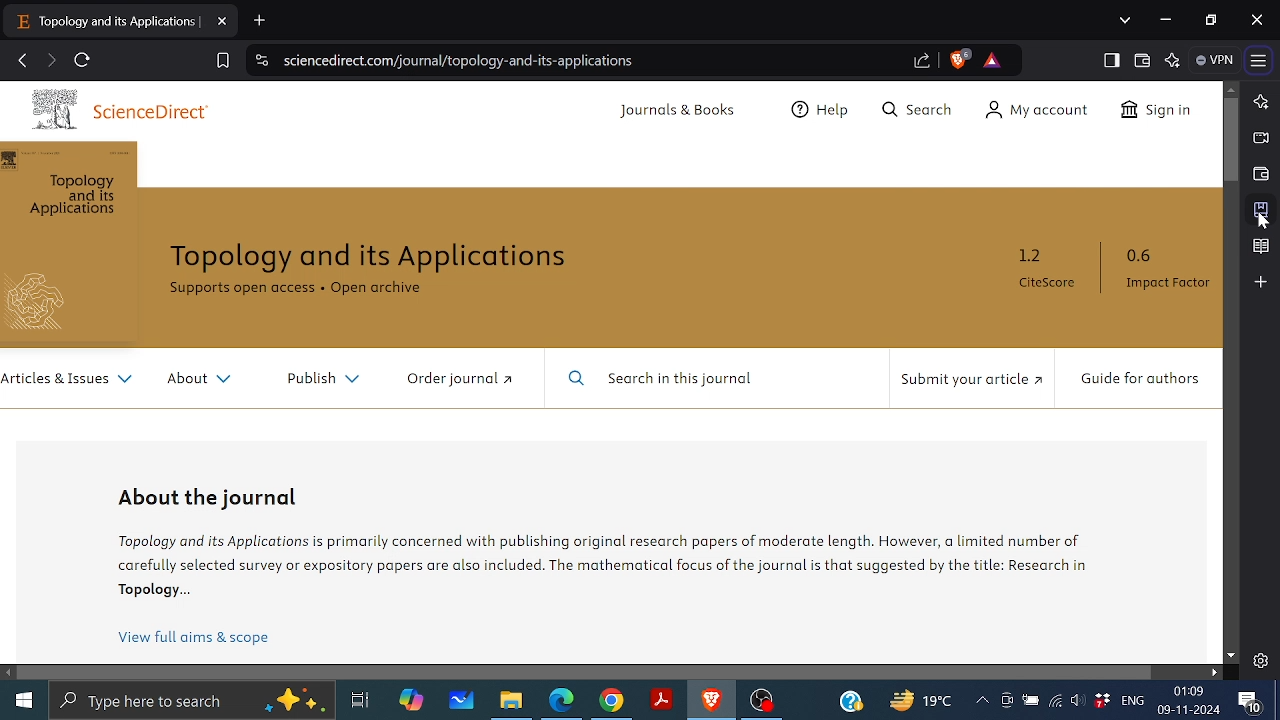 Topology and its Applications |
sciencedirect.com/journal/topology-and-its-applications
6
VPN
ScienceDirect
Journals & Books
Help
Search
My account
Sign in
Topology
and its
Applications
Topology and its Applications
Supports open access • Open archive
1.2
CiteScore
0.6
Impact Factor
Articles & Issues
About
Publish
Order journal ↗
Search in this journal
Submit your article ↗
Guide for authors
About the journal
Topology and its Applications is primarily concerned with publishing original research papers of moderate length. However, a limited number of
carefully selected survey or expository papers are also included. The mathematical focus of the journal is that suggested by the title: Research in
Topology...
View full aims & scope
Type here to search
19°C
7
ENG
01:09
09-11-2024
10